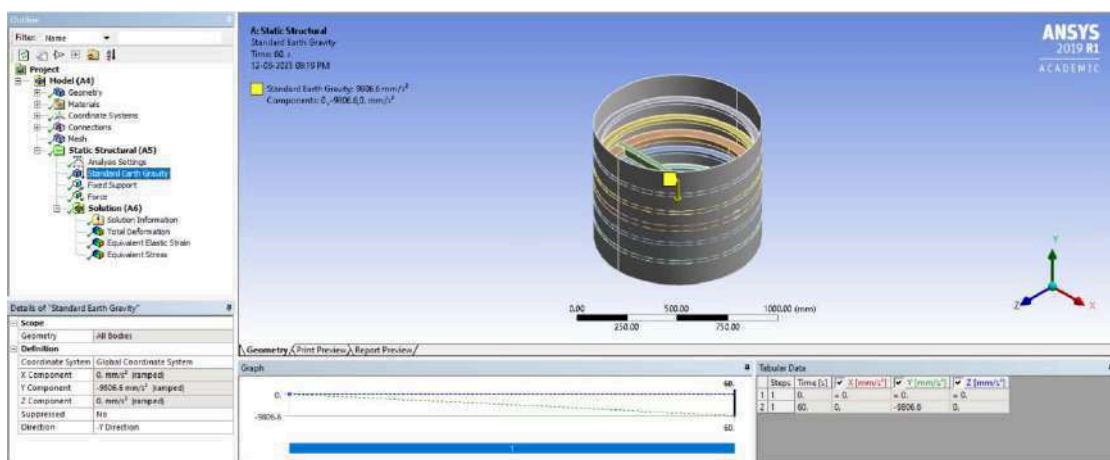 Outline
Filter: Name
Project
Model (A4)
Geometry
Materials
Coordinate Systems
Connections
Mesh
Static Structural (A5)
Analysis Settings
Standard Earth Gravity
Fixed Support
Force
Solution (A6)
Solution Information
Total Deformation
Equivalent Elastic Strain
Equivalent Stress
Details of "Standard Earth Gravity"
Scope
Geometry All Bodies
Definition
Coordinate System Global Coordinate System
X Component 0. mm/s² (ramped)
Y Component -9806.6 mm/s² (ramped)
Z Component 0. mm/s² (ramped)
Suppressed No
Direction -Y Direction
A: Static Structural
Standard Earth Gravity
Time: 60. s
Standard Earth Gravity: 9806.6 mm/s²
Components: 0.,-9806.6,0. mm/s²
ANSYS
2019 R1
ACADEMIC
Y
Z X
0.00 500.00 1000.00 (mm)
250.00 750.00
Geometry Print Preview Report Preview
Graph
0.
-9806.6
60.
60.
1
Tabular Data
Steps Time [s] X [mm/s²] Y [mm/s²] Z [mm/s²]
1 1 0. = 0. = 0. = 0.
2 1 60. 0. -9806.6 0.